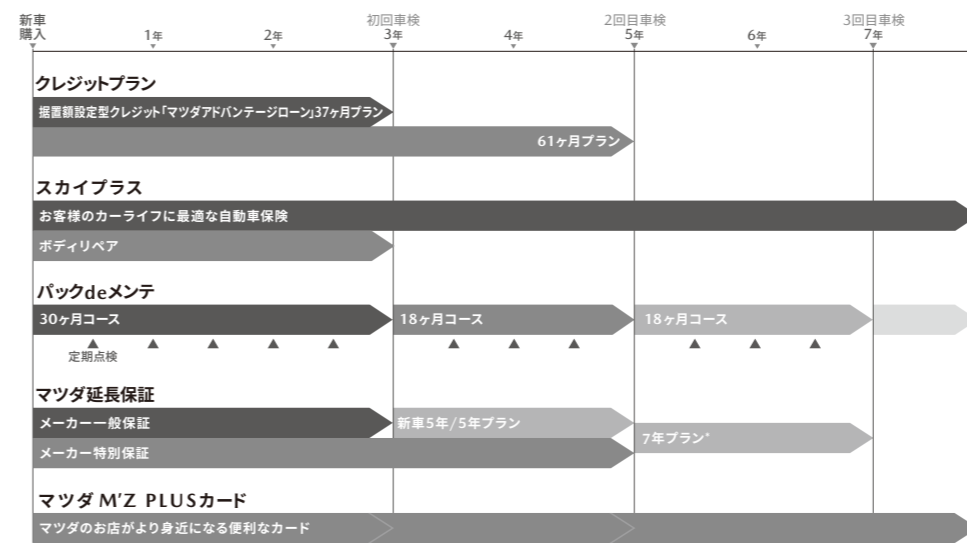 新車
購入
1年
2年
初回車検
3年
4年
2回目車検
5年
6年
3回目車検
7年
クレジットプラン
据置額設定型クレジット「マツダアドバンテージローン」37ヶ月プラン
61ヶ月プラン
スカイプラス
お客様のカーライフに最適な自動車保険
ボディリペア
パックdeメンテ
30ヶ月コース
18ヶ月コース
18ヶ月コース
定期点検
マツダ延長保証
メーカー一般保証
新車5年/5年プラン
7年プラン*
メーカー特別保証
マツダ M'Z PLUSカード
マツダのお店がより身近になる便利なカード